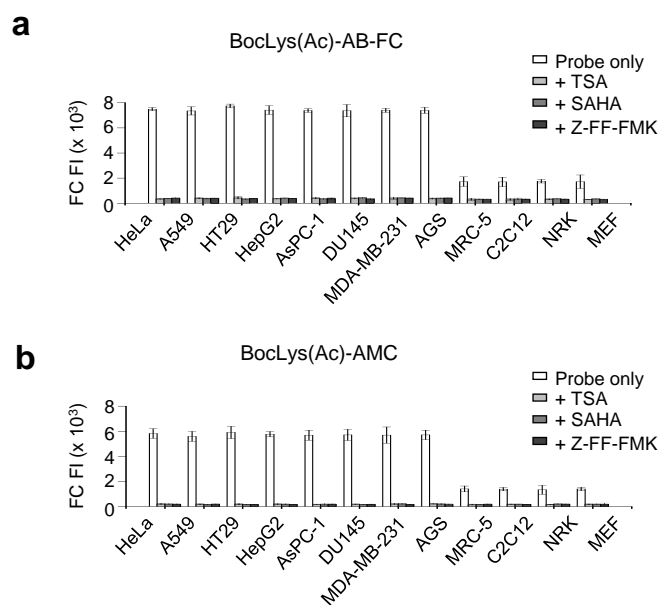 a
BocLys(Ac)-AB-FC
Probe only
+ TSA
+ SAHA
+ Z-FF-FMK
FC FI (x 10³)
8
6
4
2
0
HeLa
A549
HT29
HepG2
AsPC-1
DU145
MDA-MB-231
AGS
MRC-5
C2C12
NRK
MEF
b
BocLys(Ac)-AMC
Probe only
+ TSA
+ SAHA
+ Z-FF-FMK
FC FI (x 10³)
8
6
4
2
0
HeLa
A549
HT29
HepG2
AsPC-1
DU145
MDA-MB-231
AGS
MRC-5
C2C12
NRK
MEF